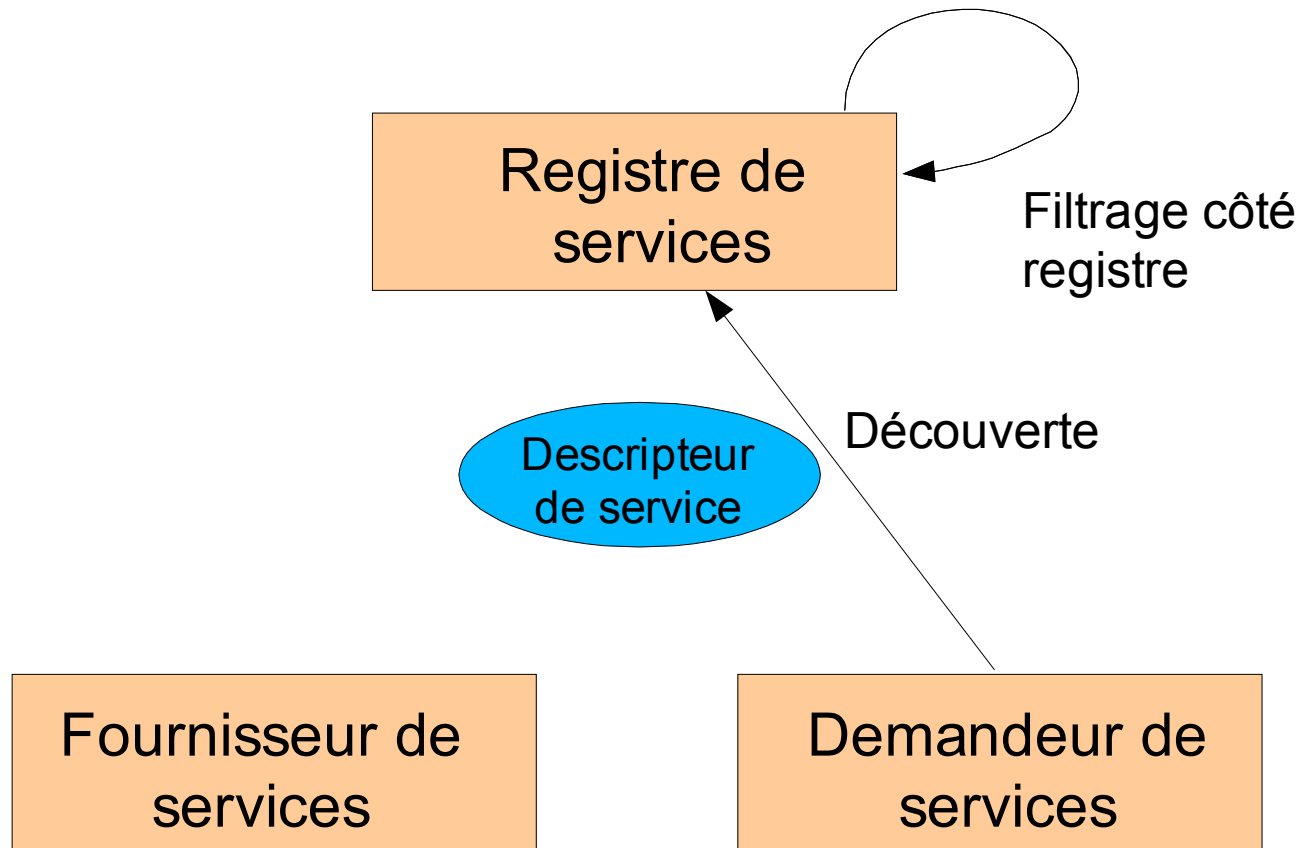 Registre de
services
Filtrage côté
registre
Découverte
Descripteur
de service
Fournisseur de
services
Demandeur de
services